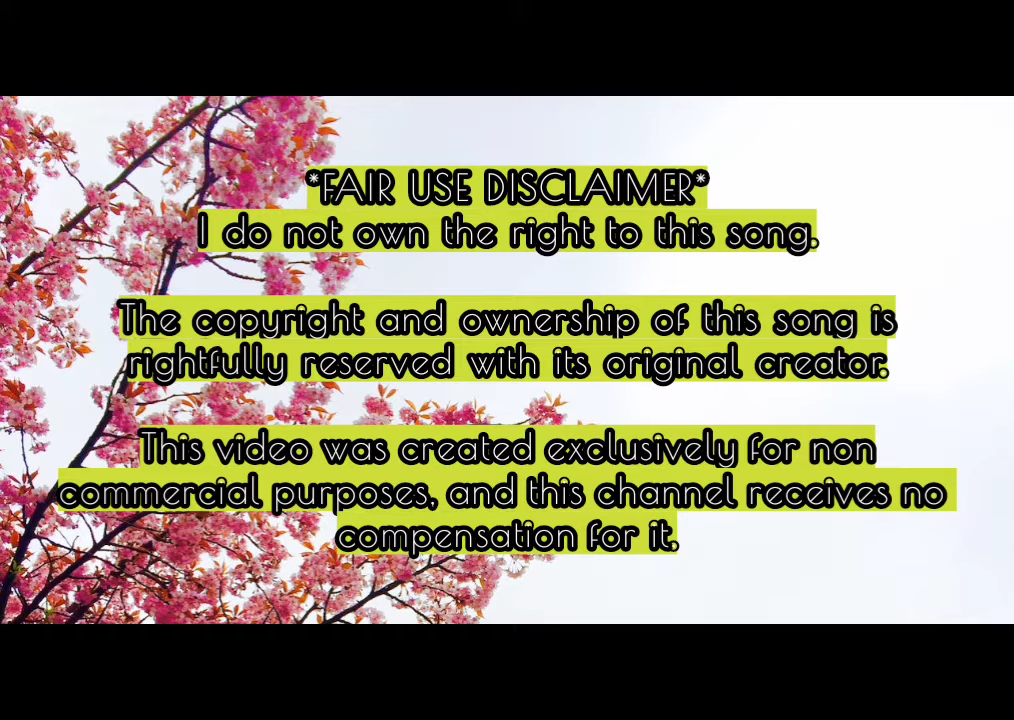 *FAIR USE DISCLAIMER*
I do not own the right to this song.
The copyright and ownership of this song is
rightfully reserved with its original creator.
This video was created exclusively for non
commercial purposes, and this channel receives no
compensation for it.